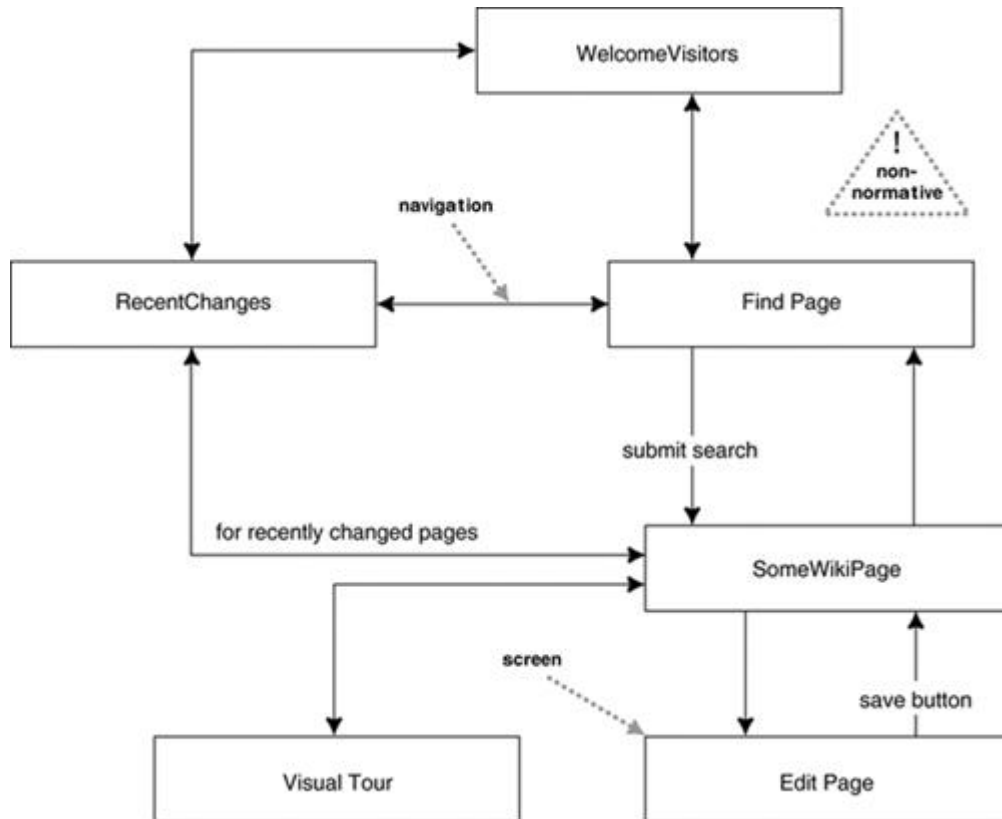 WelcomeVisitors
!
non-
normative
navigation
RecentChanges
Find Page
submit search
for recently changed pages
SomeWikiPage
screen
save button
Visual Tour
Edit Page